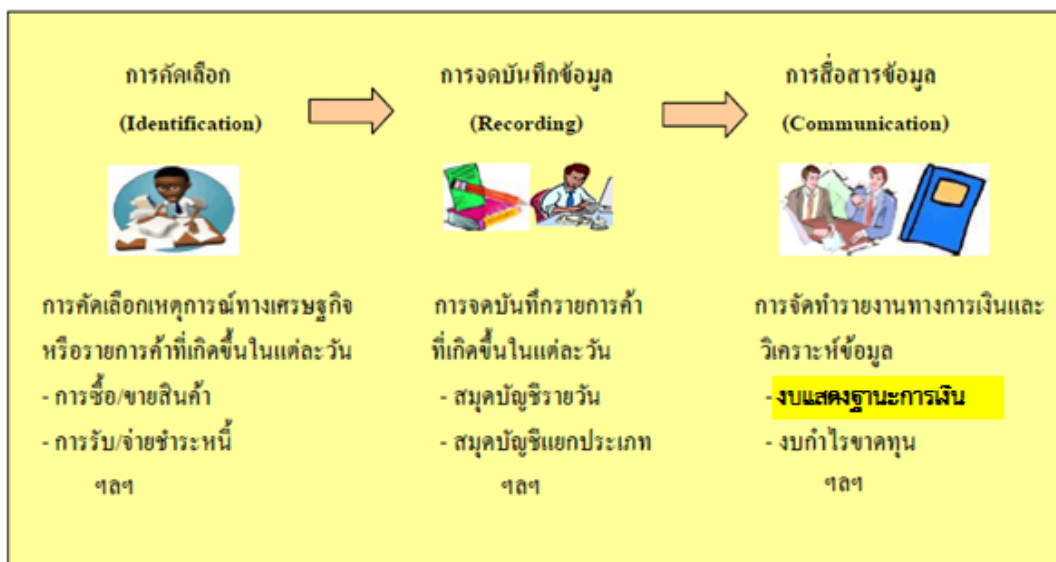 การคัดเลือก
(Identification)
การคัดเลือกเหตุการณ์ทางเศรษฐกิจ
หรือรายการค้าที่เกิดขึ้นในแต่ละวัน
- การซื้อ/ขายสินค้า
- การรับ/จ่ายชำระหนี้
ฯลฯ
การจดบันทึกข้อมูล
(Recording)
การจดบันทึกรายการค้า
ที่เกิดขึ้นในแต่ละวัน
- สมุดบัญชีรายวัน
- สมุดบัญชีแยกประเภท
ฯลฯ
การสื่อสารข้อมูล
(Communication)
การจัดทำรายงานทางการเงินและ
วิเคราะห์ข้อมูล
- งบแสดงฐานะการเงิน
- งบกำไรขาดทุน
ฯลฯ